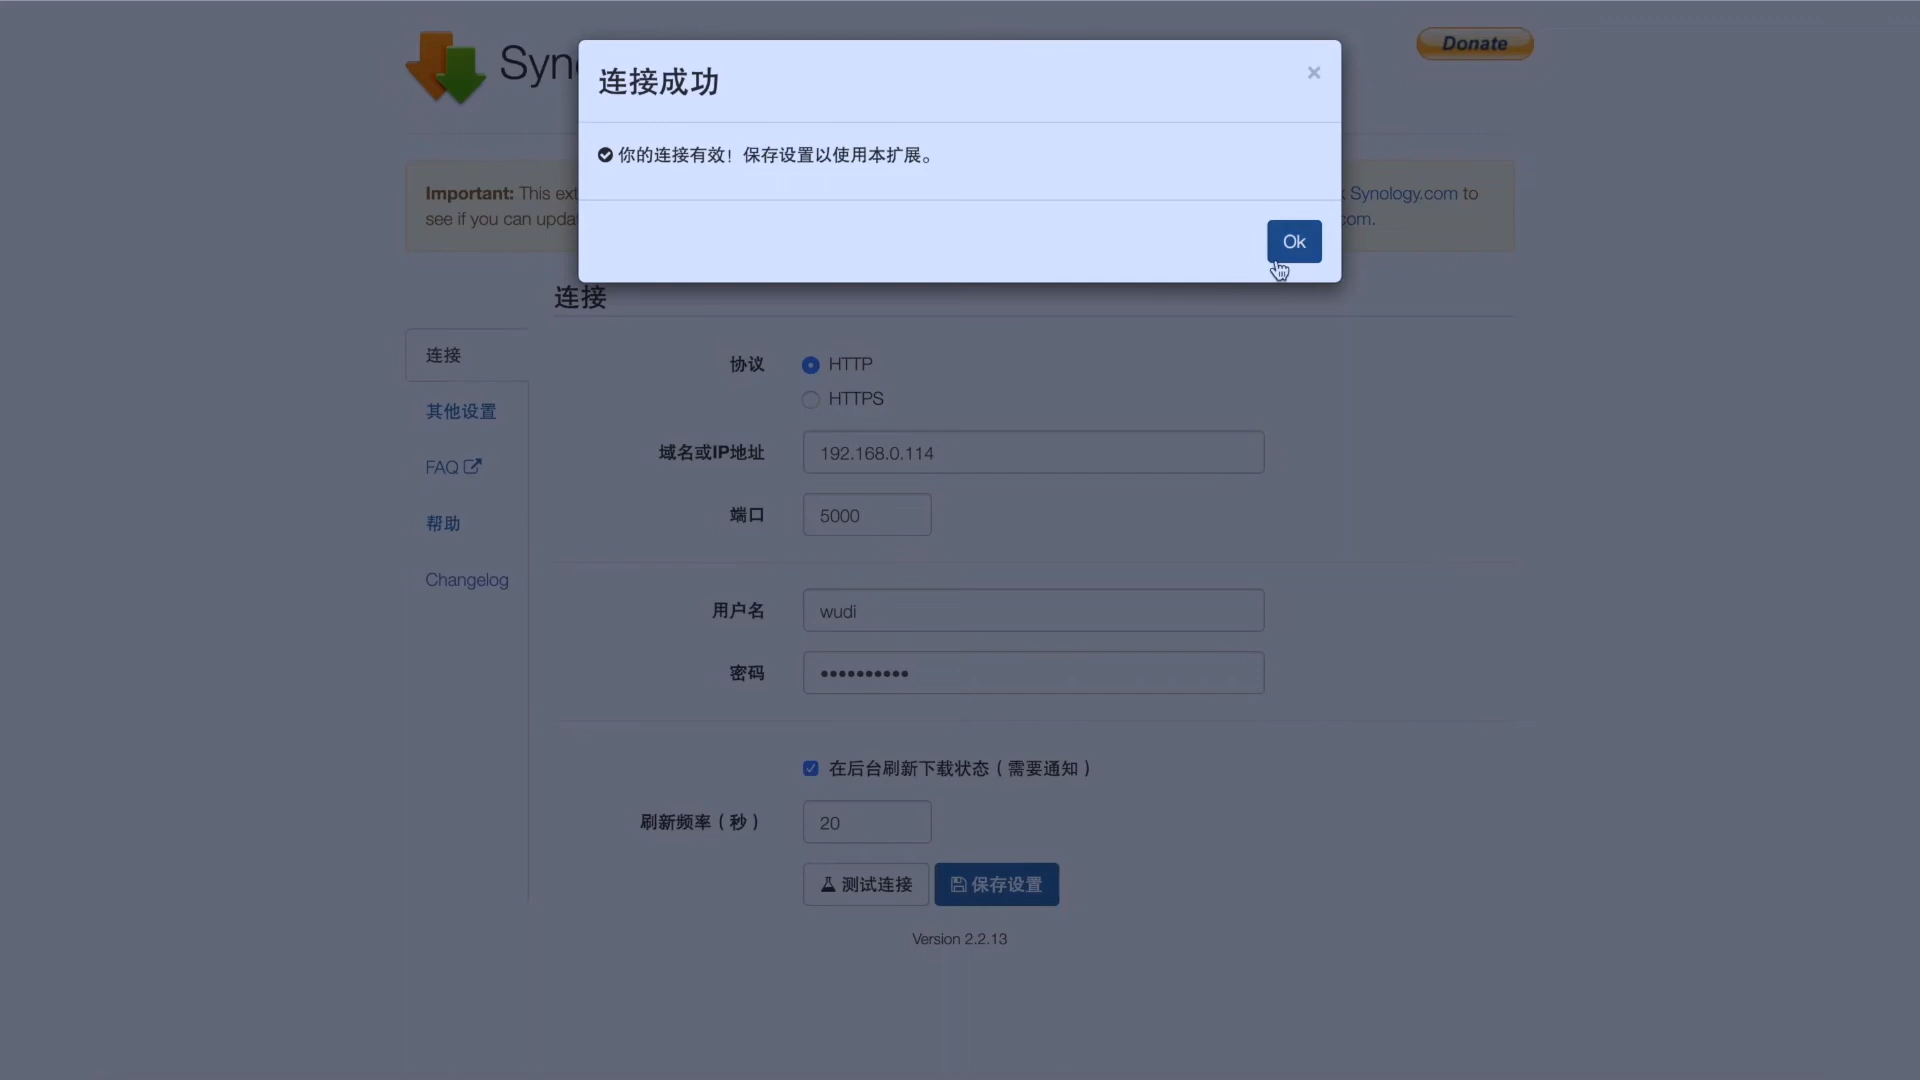 Syn
Donate
连接成功
×
你的连接有效！保存设置以使用本扩展。
Ok
Important: This ext
Synology.com to
see if you can upda
com.
连接
连接
其他设置
FAQ
帮助
Changelog
协议
HTTP
HTTPS
域名或IP地址
192.168.0.114
端口
5000
用户名
wudi
密码
••••••••••
在后台刷新下载状态（需要通知）
刷新频率（秒）
20
测试连接
保存设置
Version 2.2.13